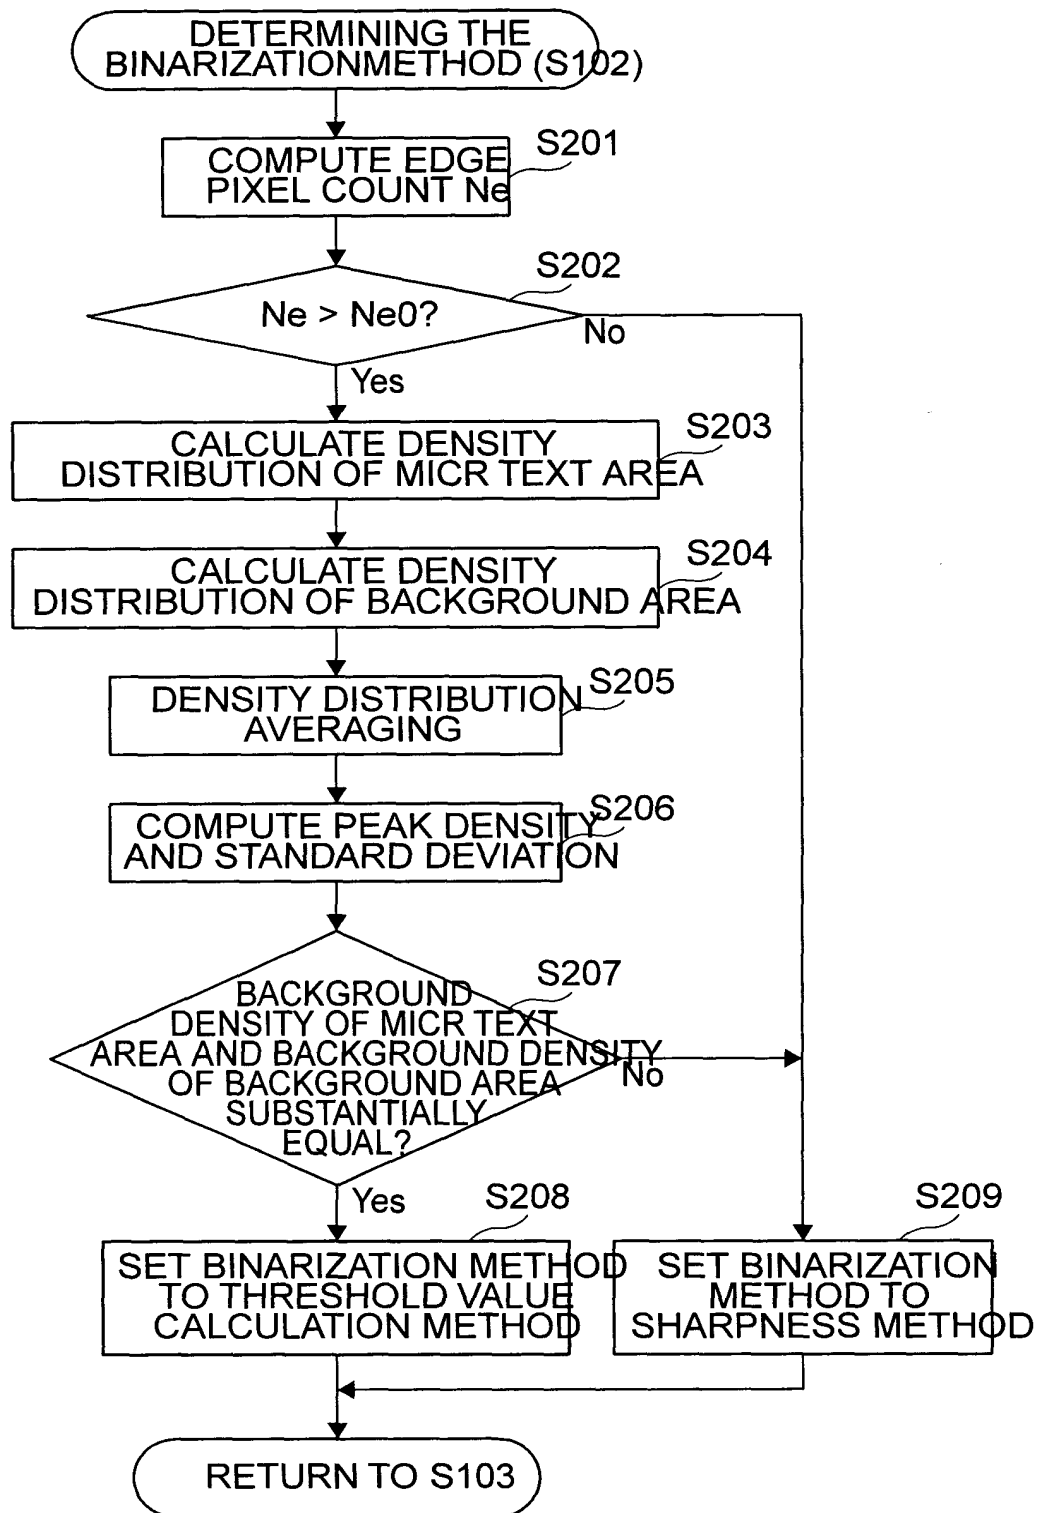 DETERMINING THE
BINARIZATIONMETHOD (S102)
S201
COMPUTE EDGE
PIXEL COUNT Ne
S202
Ne > Ne0?
No
Yes
S203
CALCULATE DENSITY
DISTRIBUTION OF MICR TEXT AREA
S204
CALCULATE DENSITY
DISTRIBUTION OF BACKGROUND AREA
S205
DENSITY DISTRIBUTION
AVERAGING
S206
COMPUTE PEAK DENSITY
AND STANDARD DEVIATION
S207
BACKGROUND
DENSITY OF MICR TEXT
AREA AND BACKGROUND DENSITY
OF BACKGROUND AREA
SUBSTANTIALLY
EQUAL?
No
Yes
S208
SET BINARIZATION METHOD
TO THRESHOLD VALUE
CALCULATION METHOD
S209
SET BINARIZATION
METHOD TO
SHARPNESS METHOD
RETURN TO S103